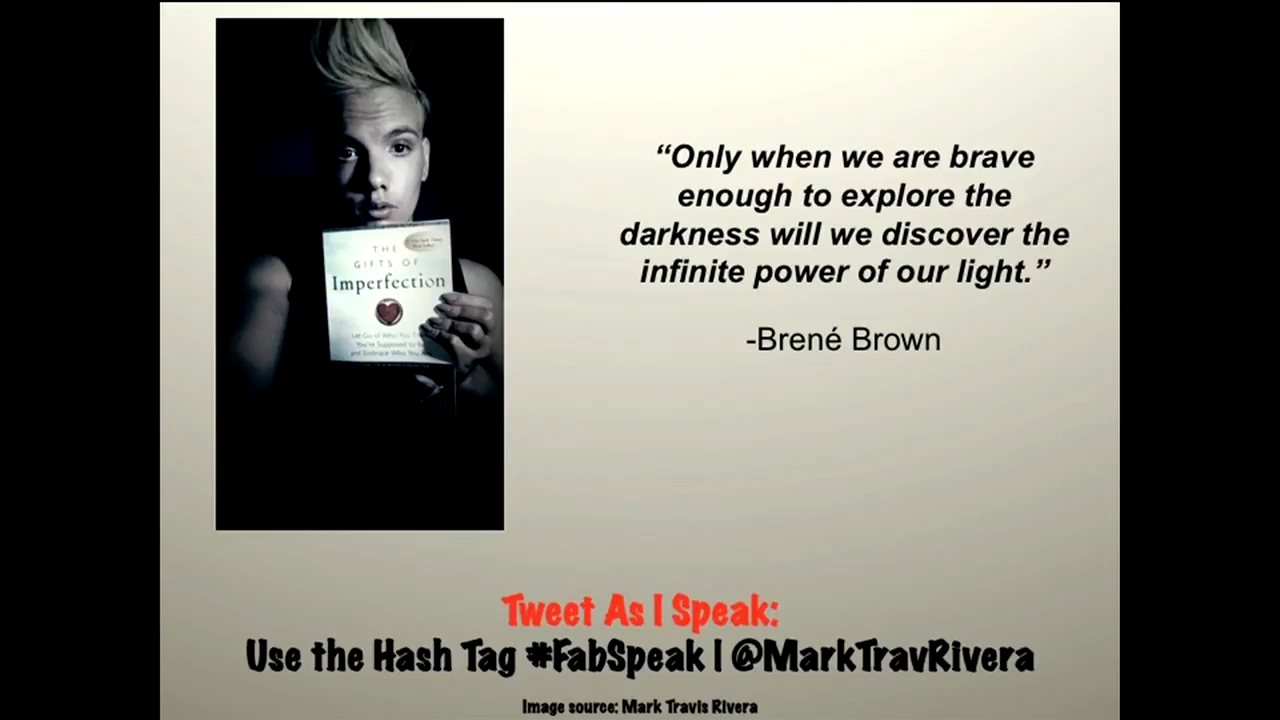 THE
GIFTS OF
Imperfection
“Only when we are brave
enough to explore the
darkness will we discover the
infinite power of our light.”
-Brené Brown
Tweet As I Speak:
Use the Hash Tag #FabSpeak | @MarkTravRivera
Image source: Mark Travis Rivera